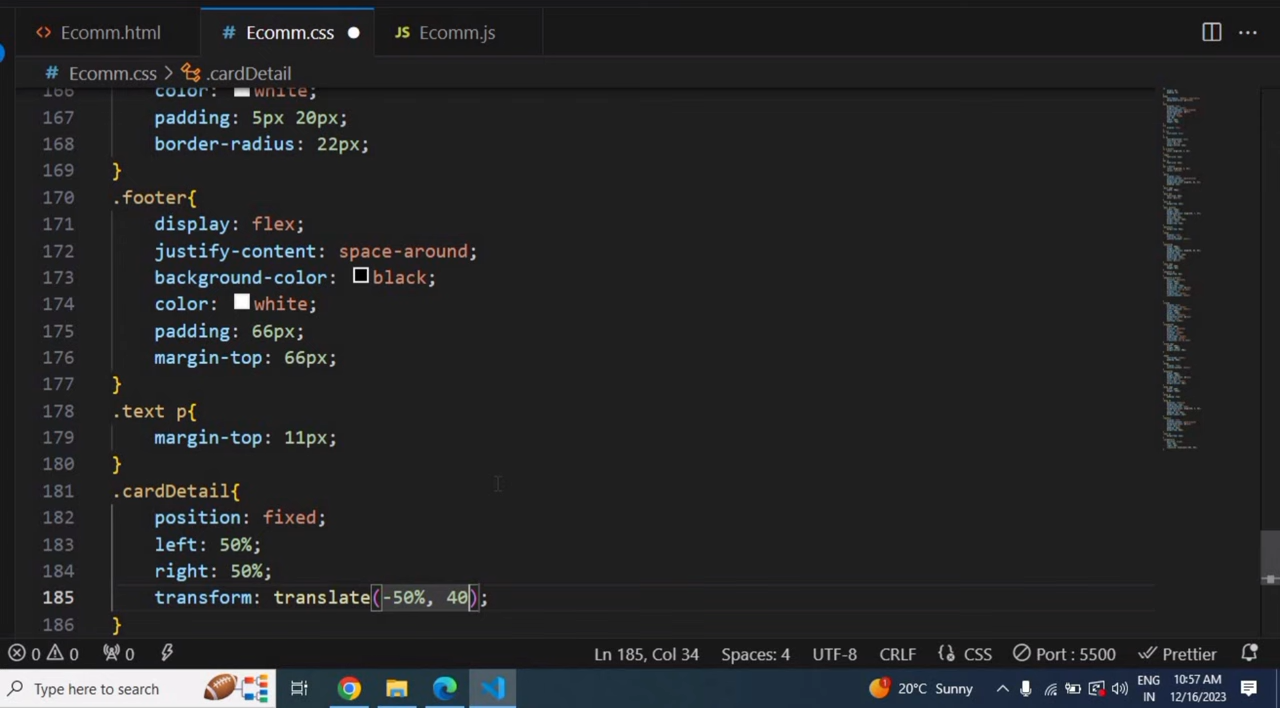 Ecomm.html
# Ecomm.css
JS Ecomm.js
# Ecomm.css > .cardDetail
166 color: white;
167 padding: 5px 20px;
168 border-radius: 22px;
169 }
170 .footer{
171 display: flex;
172 justify-content: space-around;
173 background-color: black;
174 color: white;
175 padding: 66px;
176 margin-top: 66px;
177 }
178 .text p{
179 margin-top: 11px;
180 }
181 .cardDetail{
182 position: fixed;
183 left: 50%;
184 right: 50%;
185 transform: translate(-50%, 40);
186 }
0 0 0 Ln 185, Col 34 Spaces: 4 UTF-8 CRLF {} CSS Port : 5500 Prettier
Type here to search
1 20°C Sunny
ENG
IN
10:57 AM
12/16/2023